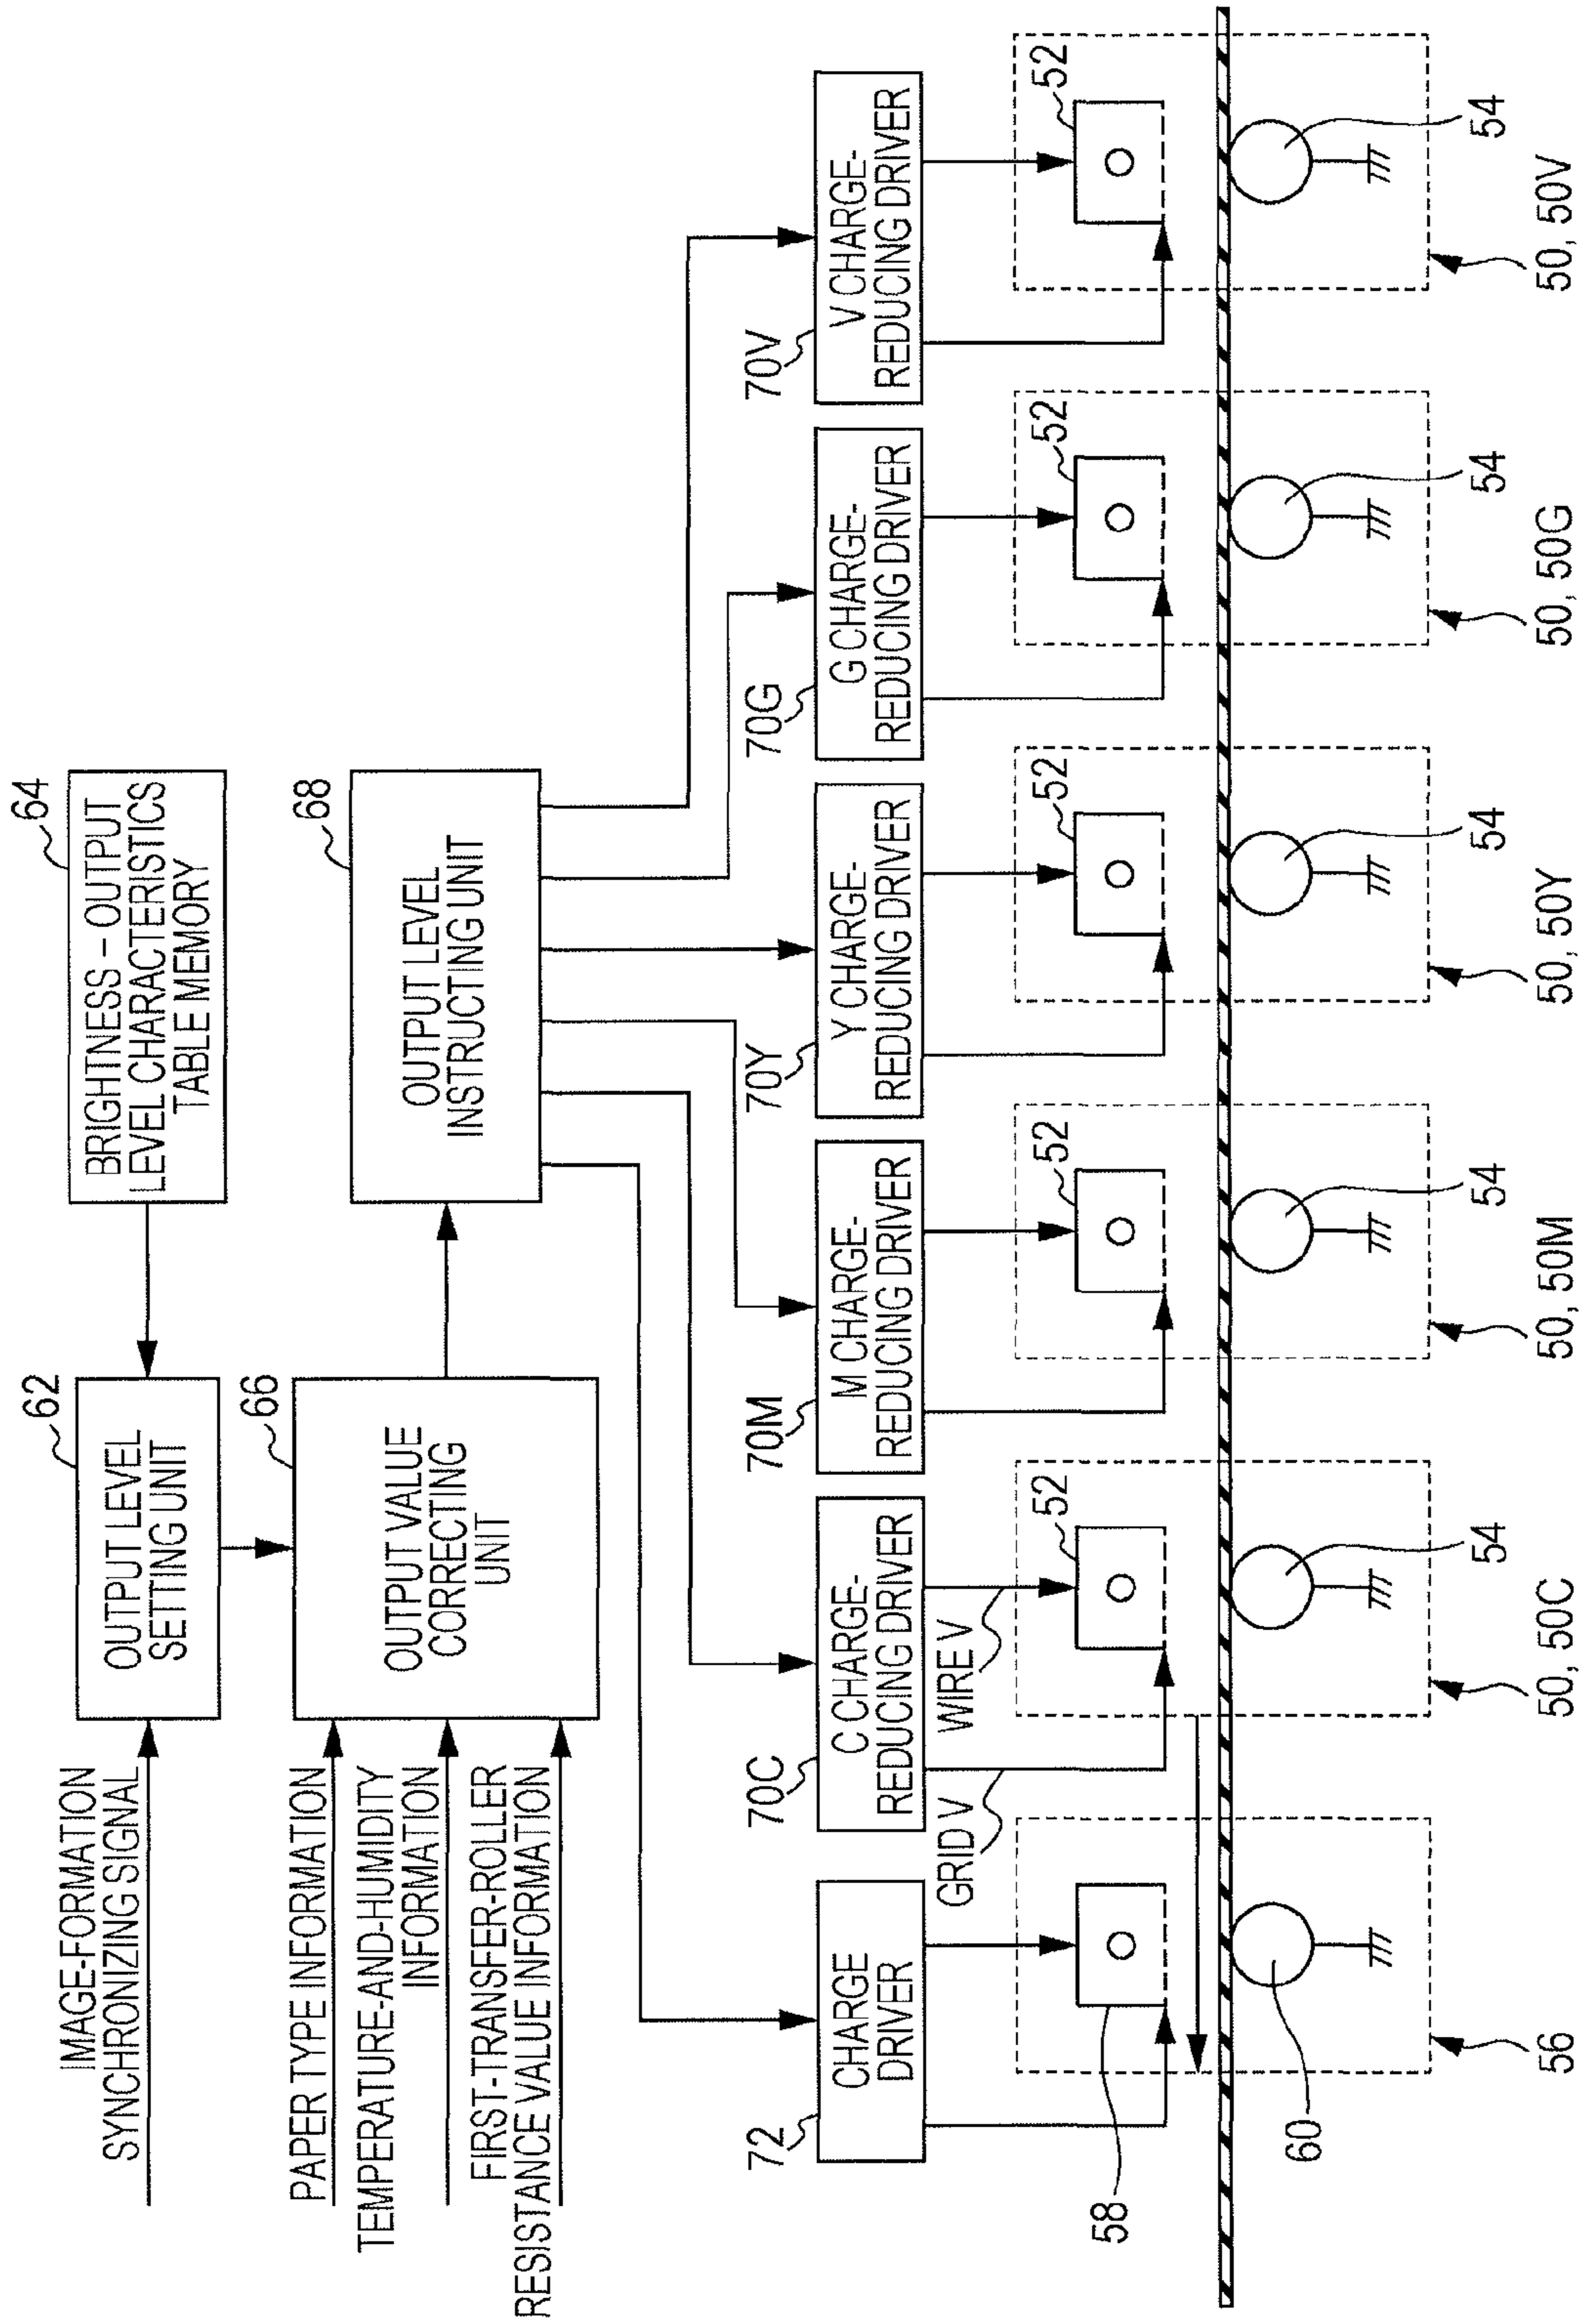 IMAGE-FORMATION
SYNCHRONIZING SIGNAL
62
OUTPUT LEVEL
SETTING UNIT
64
BRIGHTNESS – OUTPUT
LEVEL CHARACTERISTICS
TABLE MEMORY
PAPER TYPE INFORMATION
TEMPERATURE-AND-HUMIDITY
INFORMATION
FIRST-TRANSFER-ROLLER
RESISTANCE VALUE INFORMATION
66
OUTPUT VALUE
CORRECTING
UNIT
68
OUTPUT LEVEL
INSTRUCTING UNIT
72
CHARGE
DRIVER
70C
C CHARGE-
REDUCING DRIVER
70M
M CHARGE-
REDUCING DRIVER
70Y
Y CHARGE-
REDUCING DRIVER
70G
G CHARGE-
REDUCING DRIVER
70V
V CHARGE-
REDUCING DRIVER
GRID V
WIRE V
58
52
52
52
52
52
60
54
54
54
54
54
56
50, 50C
50, 50M
50, 50Y
50, 50G
50, 50V